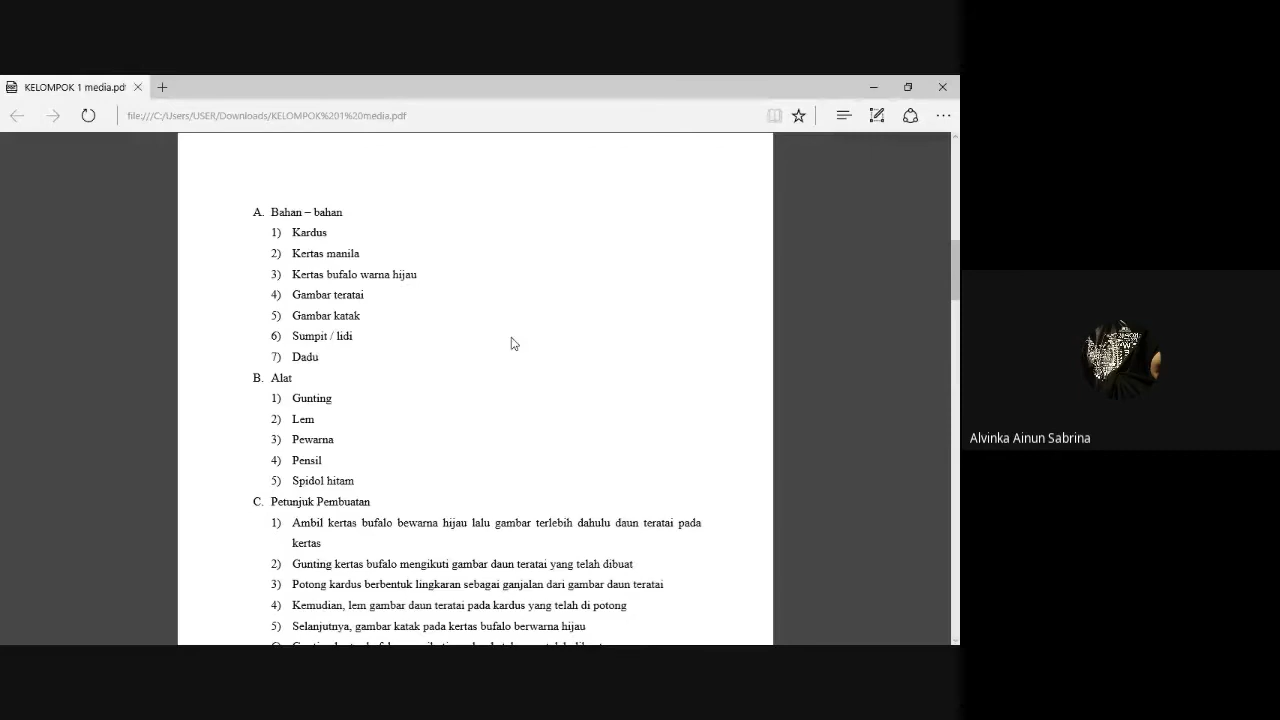 KELOMPOK 1 media.pdf
file:///C:/Users/USER/Downloads/KELOMPOK%201%20media.pdf
A. Bahan – bahan
1) Kardus
2) Kertas manila
3) Kertas bufalo warna hijau
4) Gambar teratai
5) Gambar katak
6) Sumpit / lidi
7) Dadu
B. Alat
1) Gunting
2) Lem
3) Pewarna
4) Pensil
5) Spidol hitam
C. Petunjuk Pembuatan
1) Ambil kertas bufalo bewarna hijau lalu gambar terlebih dahulu daun teratai pada
kertas
2) Gunting kertas bufalo mengikuti gambar daun teratai yang telah dibuat
3) Potong kardus berbentuk lingkaran sebagai ganjalan dari gambar daun teratai
4) Kemudian, lem gambar daun teratai pada kardus yang telah di potong
5) Selanjutnya, gambar katak pada kertas bufalo berwarna hijau
Alvinka Ainun Sabrina